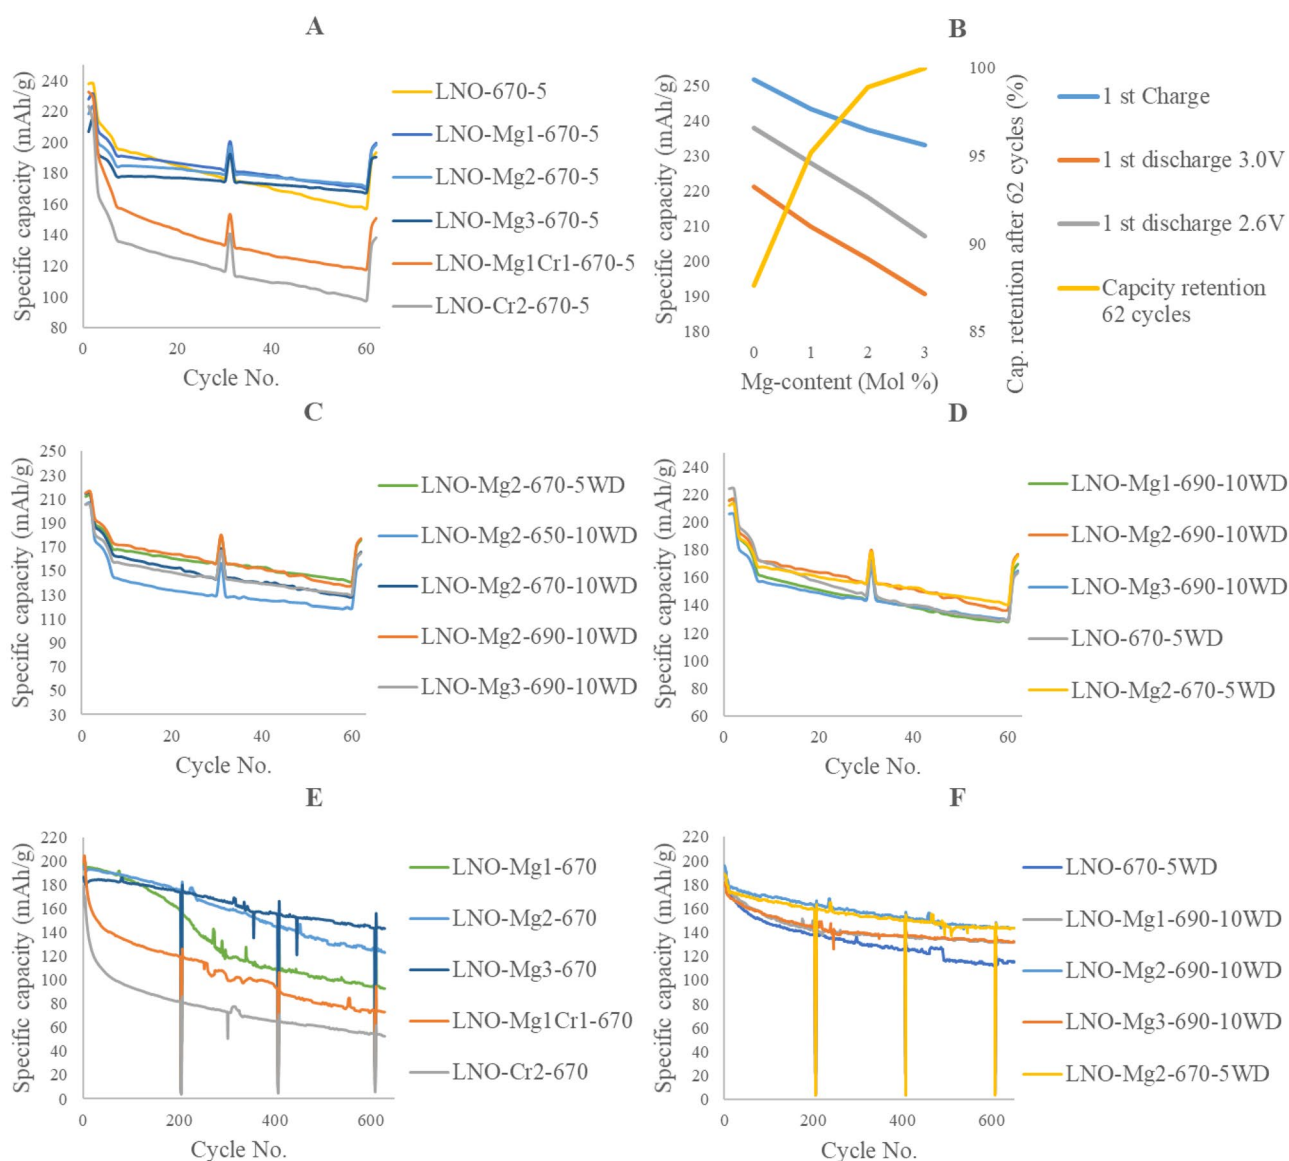 A
Specific capacity (mAh/g)
240
220
200
180
160
140
120
100
80
0
20
40
60
Cycle No.
LNO-670-5
LNO-Mg1-670-5
LNO-Mg2-670-5
LNO-Mg3-670-5
LNO-Mg1Cr1-670-5
LNO-Cr2-670-5
B
Specific capacity (mAh/g)
250
240
230
220
210
200
190
180
0
1
2
3
Mg-content (Mol %)
100
95
90
85
Cap. retention after 62 cycles (%)
1 st Charge
1 st discharge 3.0V
1 st discharge 2.6V
Capcity retention
62 cycles
C
Specific capacity (mAh/g)
250
230
210
190
170
150
130
110
90
70
50
30
0
20
40
60
Cycle No.
LNO-Mg2-670-5WD
LNO-Mg2-650-10WD
LNO-Mg2-670-10WD
LNO-Mg2-690-10WD
LNO-Mg3-690-10WD
D
Specific capacity (mAh/g)
240
220
200
180
160
140
120
100
80
60
0
20
40
60
Cycle No.
LNO-Mg1-690-10WD
LNO-Mg2-690-10WD
LNO-Mg3-690-10WD
LNO-670-5WD
LNO-Mg2-670-5WD
E
Specific capacity (mAh/g)
220
200
180
160
140
120
100
80
60
40
20
0
0
200
400
600
Cycle No.
LNO-Mg1-670
LNO-Mg2-670
LNO-Mg3-670
LNO-Mg1Cr1-670
LNO-Cr2-670
F
Specific capacity (mAh/g)
220
200
180
160
140
120
100
80
60
40
20
0
0
200
400
600
Cycle No.
LNO-670-5WD
LNO-Mg1-690-10WD
LNO-Mg2-690-10WD
LNO-Mg3-690-10WD
LNO-Mg2-670-5WD